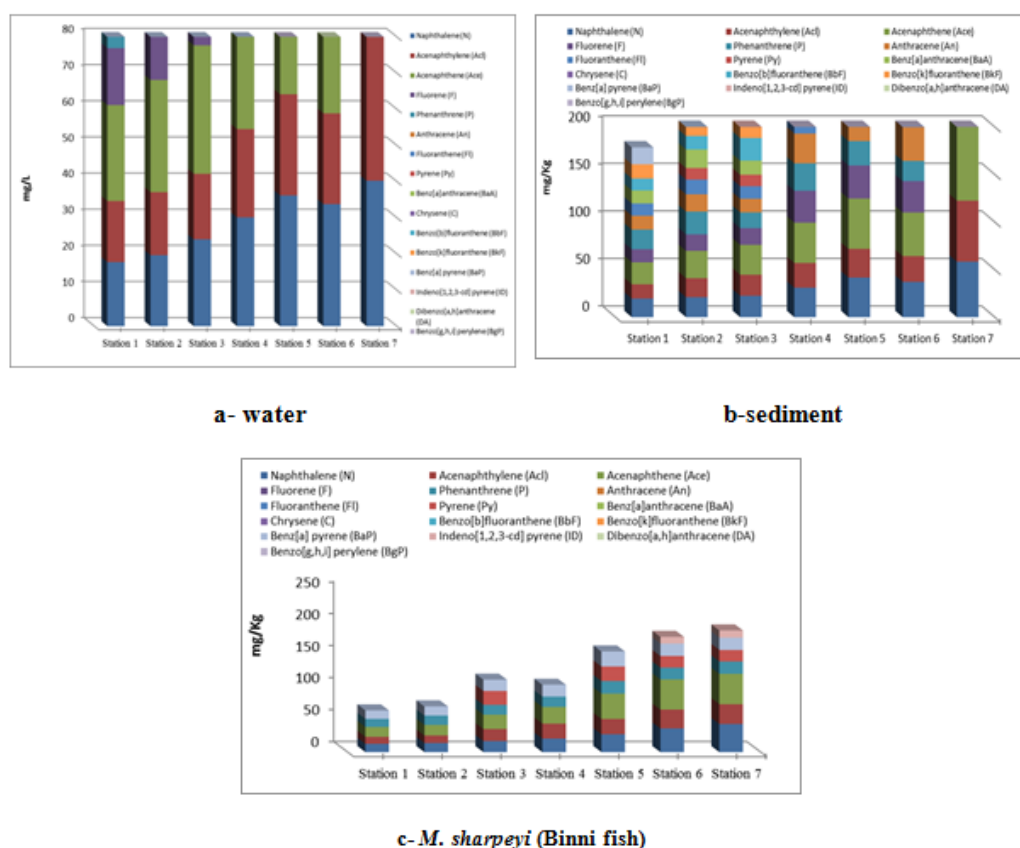 80
70
60
50
40
30
20
10
0
mg/L
Station 1 Station 2 Station 3 Station 4 Station 5 Station 6 Station 7
Naphthalene (N)
Acenaphthylene (Acl)
Acenaphthene (Ace)
Fluorene (F)
Phenanthrene (P)
Anthracene (An)
Fluoranthene (Fl)
Pyrene (Py)
Benz[a]anthracene (BaA)
Chrysene (C)
Benzo[b]fluoranthene (BbF)
Benzo[k]fluoranthene (BkF)
Benz[a] pyrene (BaP)
Indeno[1,2,3-cd] pyrene (ID)
Dibenzo[a,h]anthracene
(DA)
Benzo[g,h,i] perylene (BgP)
a- water
Naphthalene (N) Acenaphthylene (Acl) Acenaphthene (Ace)
Fluorene (F) Phenanthrene (P) Anthracene (An)
Fluoranthene (Fl) Pyrene (Py) Benz[a]anthracene (BaA)
Chrysene (C) Benzo[b]fluoranthene (BbF) Benzo[k]fluoranthene (BkF)
Benz[a] pyrene (BaP) Indeno[1,2,3-cd] pyrene (ID) Dibenzo[a,h]anthracene (DA)
Benzo[g,h,i] perylene (BgP)
200
150
100
50
0
mg/Kg
Station 1 Station 2 Station 3 Station 4 Station 5 Station 6 Station 7
b-sediment
Naphthalene (N) Acenaphthylene (Acl) Acenaphthene (Ace)
Fluorene (F) Phenanthrene (P) Anthracene (An)
Fluoranthene (Fl) Pyrene (Py) Benz[a]anthracene (BaA)
Chrysene (C) Benzo[b]fluoranthene (BbF) Benzo[k]fluoranthene (BkF)
Benz[a] pyrene (BaP) Indeno[1,2,3-cd] pyrene (ID) Dibenzo[a,h]anthracene (DA)
Benzo[g,h,i] perylene (BgP)
250
200
150
100
50
0
mg/Kg
Station 1 Station 2 Station 3 Station 4 Station 5 Station 6 Station 7
c- M. sharpeyi (Binni fish)